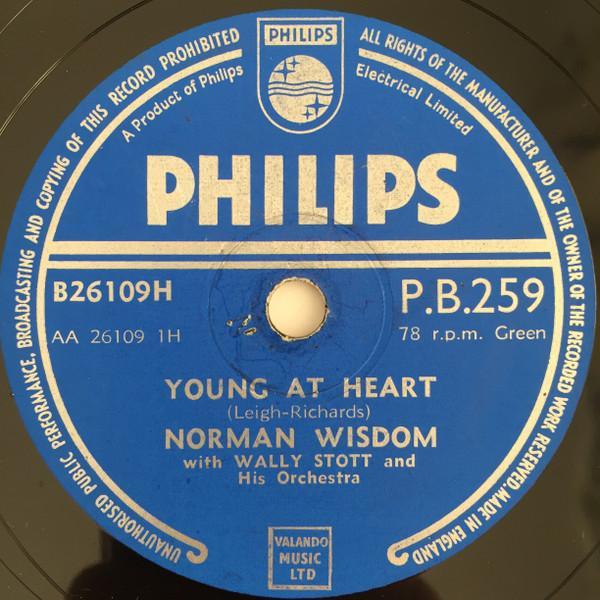 UNAUTHORISED PUBLIC PERFORMANCE, BROADCASTING AND COPYING OF THIS RECORD PROHIBITED
ALL RIGHTS OF THE MANUFACTURER AND OF THE OWNER OF THE RECORDED WORK RESERVED. MADE IN ENGLAND
PHILIPS
A Product of Philips Electrical Limited
PHILIPS
B26109H P.B.259
AA 26109 1H 78 r.p.m. Green
YOUNG AT HEART
(Leigh-Richards)
NORMAN WISDOM
with WALLY STOTT and
His Orchestra
VALANDO
MUSIC
LTD